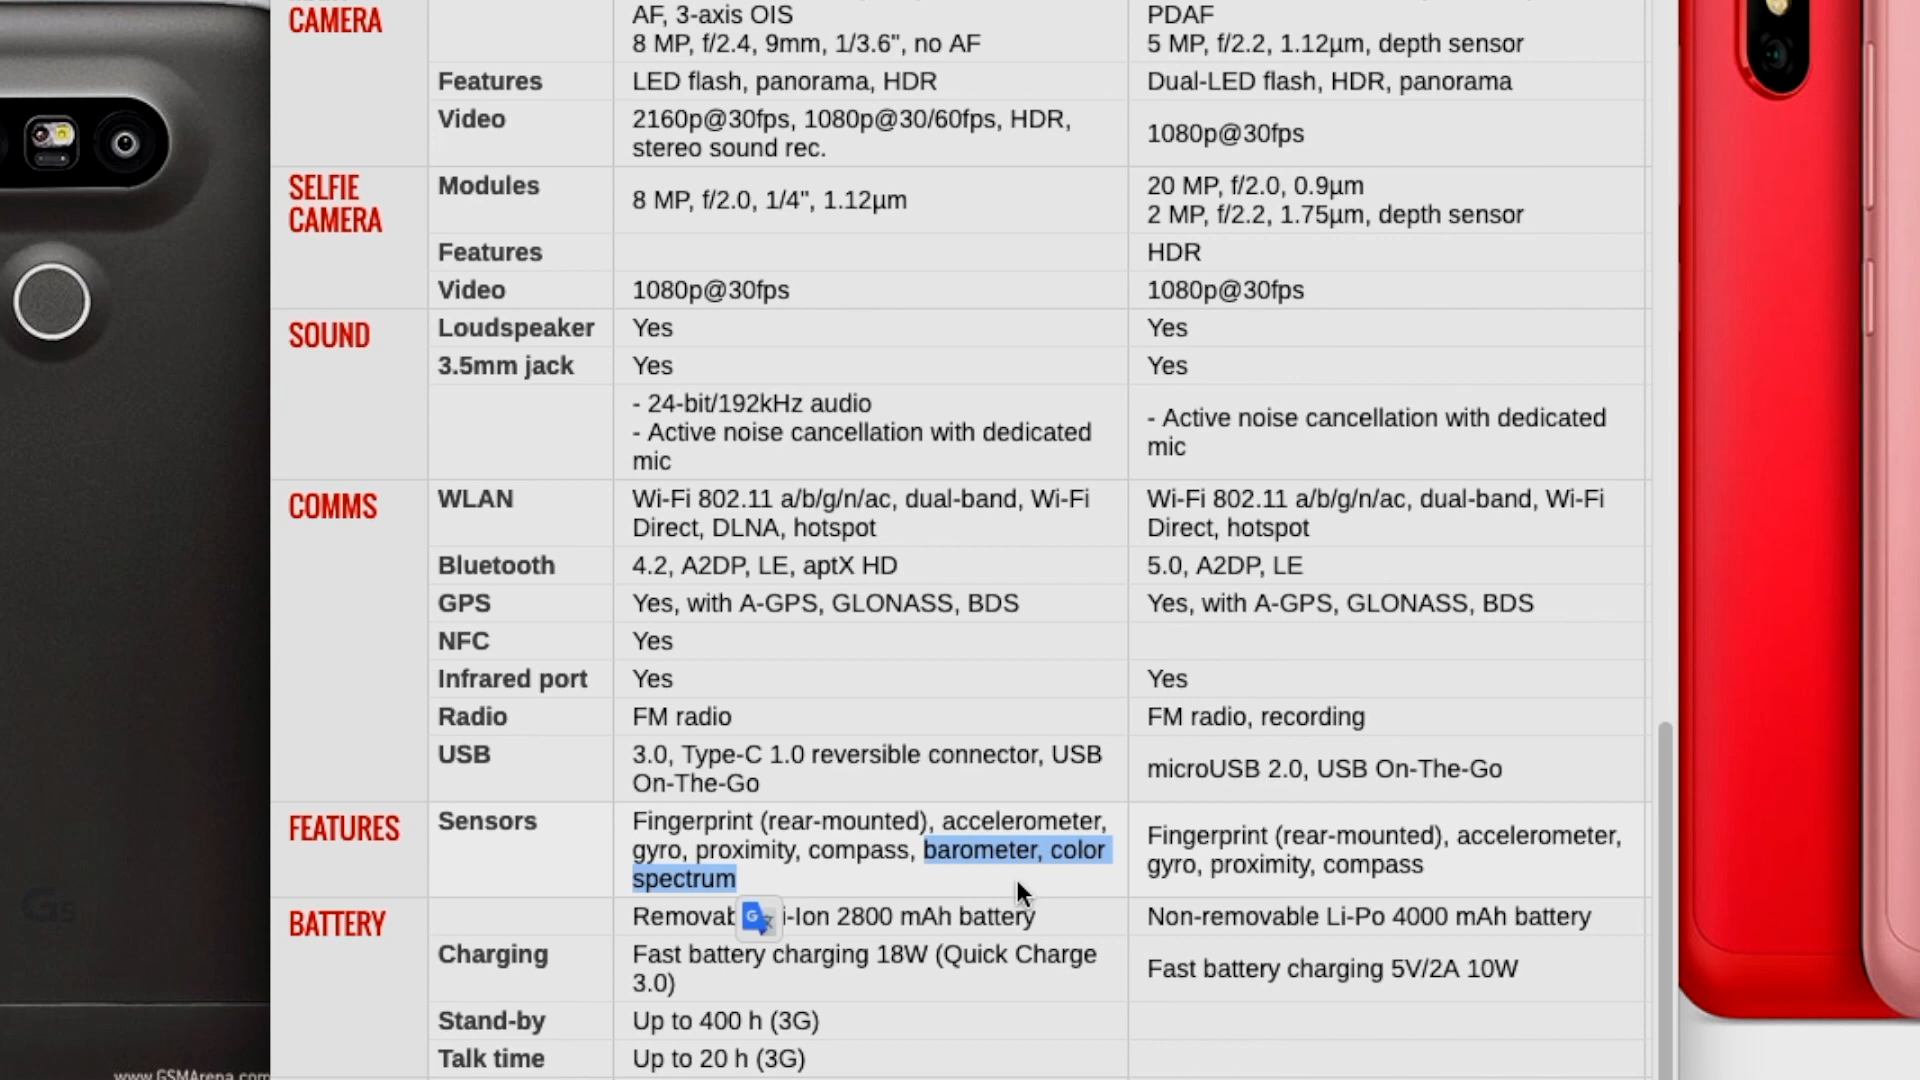 CAMERA
AF, 3-axis OIS
8 MP, f/2.4, 9mm, 1/3.6", no AF
PDAF
5 MP, f/2.2, 1.12µm, depth sensor
Features
LED flash, panorama, HDR
Dual-LED flash, HDR, panorama
Video
2160p@30fps, 1080p@30/60fps, HDR,
stereo sound rec.
1080p@30fps
SELFIE
CAMERA
Modules
8 MP, f/2.0, 1/4", 1.12µm
20 MP, f/2.0, 0.9µm
2 MP, f/2.2, 1.75µm, depth sensor
Features
HDR
Video
1080p@30fps
1080p@30fps
SOUND
Loudspeaker
Yes
Yes
3.5mm jack
Yes
Yes
- 24-bit/192kHz audio
- Active noise cancellation with dedicated
mic
- Active noise cancellation with dedicated
mic
COMMS
WLAN
Wi-Fi 802.11 a/b/g/n/ac, dual-band, Wi-Fi
Direct, DLNA, hotspot
Wi-Fi 802.11 a/b/g/n/ac, dual-band, Wi-Fi
Direct, hotspot
Bluetooth
4.2, A2DP, LE, aptX HD
5.0, A2DP, LE
GPS
Yes, with A-GPS, GLONASS, BDS
Yes, with A-GPS, GLONASS, BDS
NFC
Yes
Infrared port
Yes
Yes
Radio
FM radio
FM radio, recording
USB
3.0, Type-C 1.0 reversible connector, USB
On-The-Go
microUSB 2.0, USB On-The-Go
FEATURES
Sensors
Fingerprint (rear-mounted), accelerometer,
gyro, proximity, compass, barometer, color
spectrum
Fingerprint (rear-mounted), accelerometer,
gyro, proximity, compass
BATTERY
i-Ion 2800 mAh battery
Non-removable Li-Po 4000 mAh battery
Charging
Fast battery charging 18W (Quick Charge
3.0)
Fast battery charging 5V/2A 10W
Stand-by
Up to 400 h (3G)
Talk time
Up to 20 h (3G)
G5
www.GSMArena.com